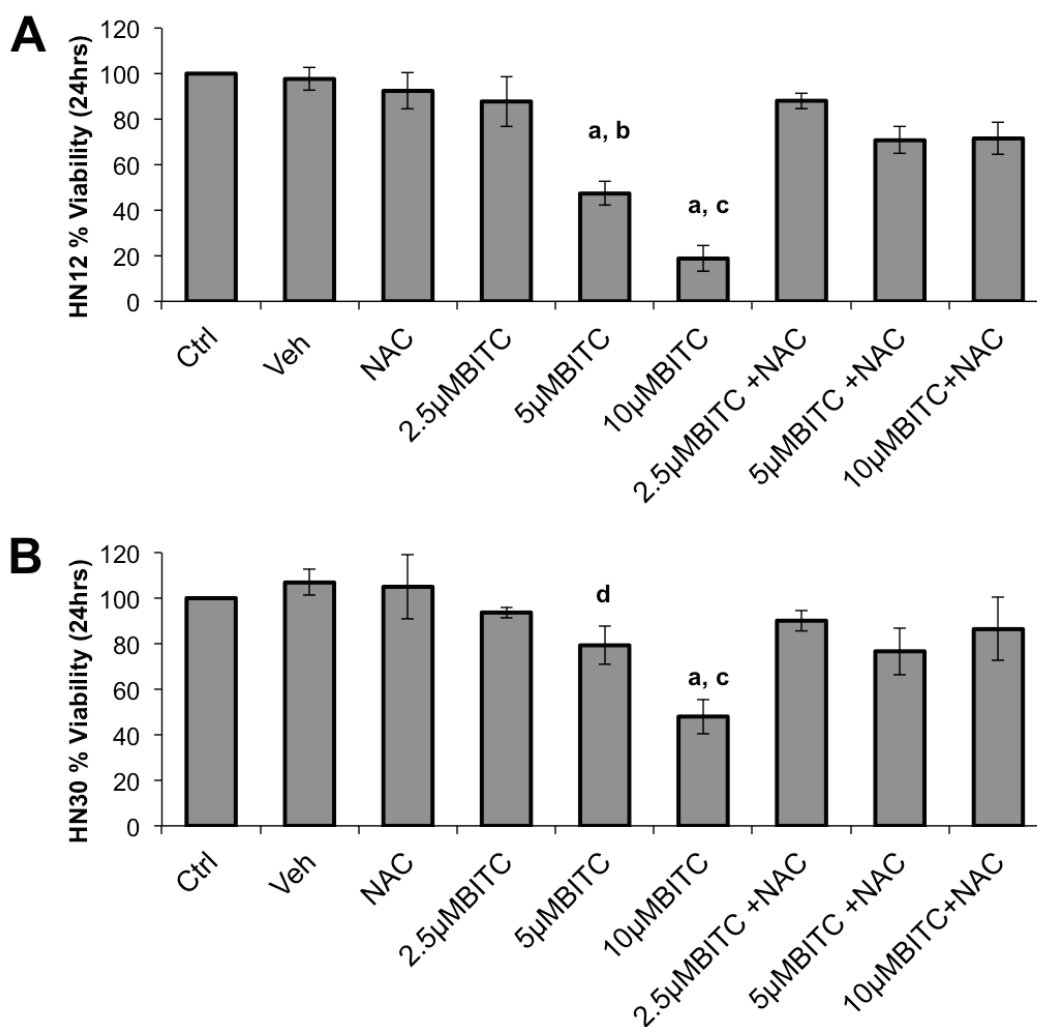 A
HN12 % Viability (24hrs)
120
100
80
60
40
20
0
a, b
a, c
Ctrl
Veh
NAC
2.5µMBITC
5µMBITC
10µMBITC
2.5µMBITC +NAC
5µMBITC +NAC
10µMBITC+NAC
B
HN30 % Viability (24hrs)
120
100
80
60
40
20
0
d
a, c
Ctrl
Veh
NAC
2.5µMBITC
5µMBITC
10µMBITC
2.5µMBITC +NAC
5µMBITC +NAC
10µMBITC+NAC